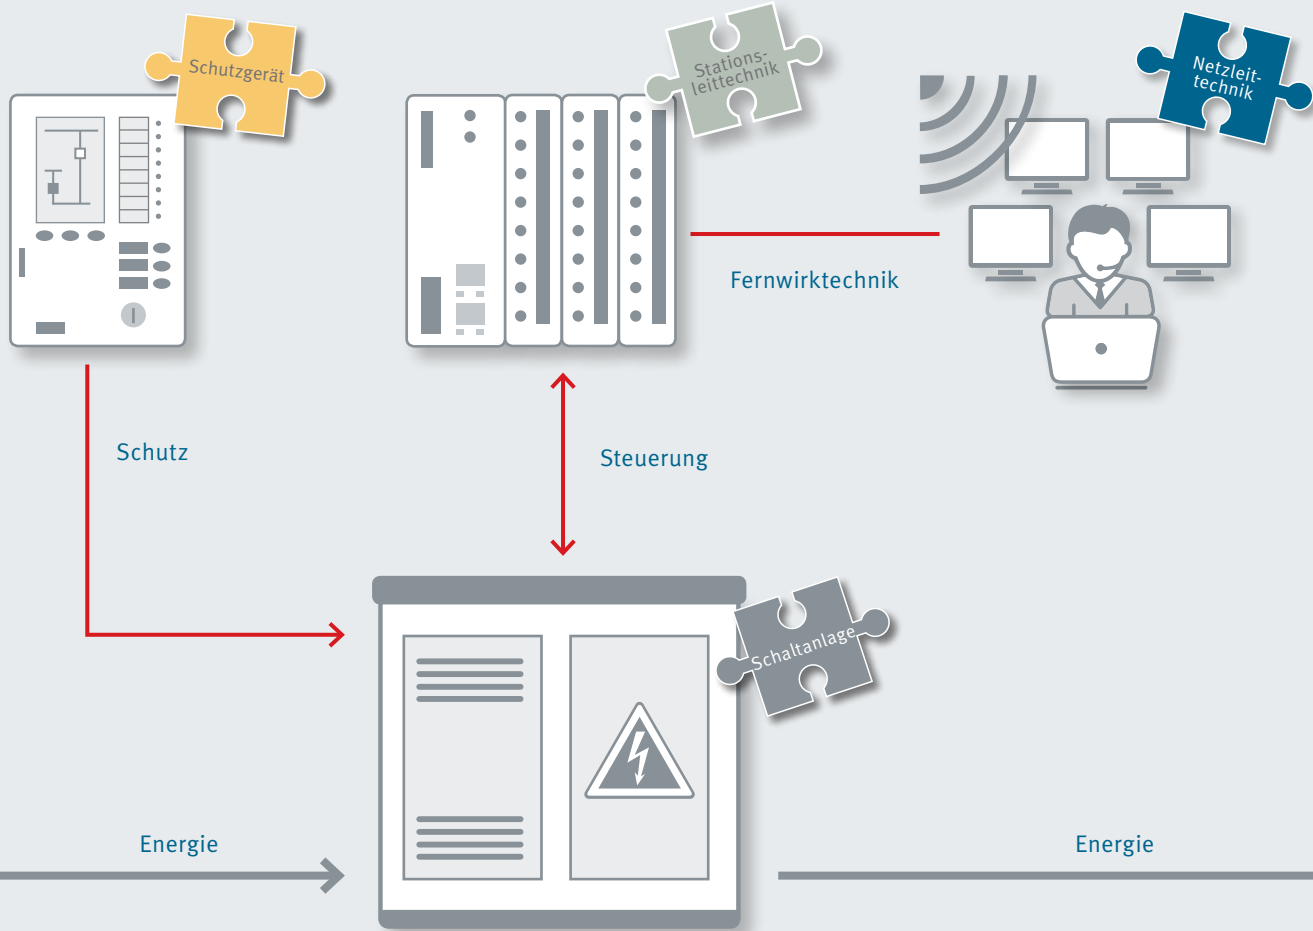 Schutzgerät
Stations-
leittechnik
Netzleit-
technik
Fernwirktechnik
Schutz
Steuerung
Schaltanlage
Energie
Energie